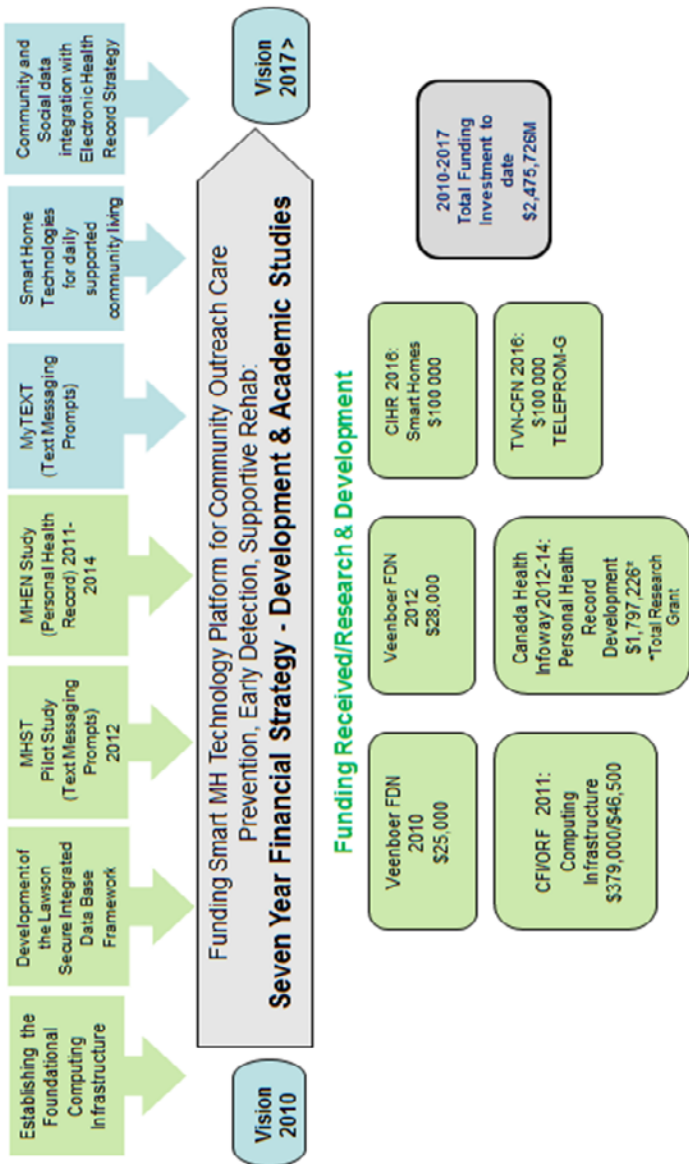 Establishing the
Foundational
Computing
Infrastructure
Development of
the Lawson
Secure Integrated
Data Base
Framework
MHST
Pilot Study
(Text Messaging
Prompts)
2012
MHEN Study
(Personal Health
Record) 2011-
2014
MyTEXT
(Text Messaging
Prompts)
Smart Home
Technologies
for daily
supported
community living
Community and
Social data
integration with
Electronic Health
Record Strategy
Vision
2010
Funding Smart MH Technology Platform for Community Outreach Care
Prevention, Early Detection, Supportive Rehab:
Seven Year Financial Strategy - Development & Academic Studies
Vision
2017 >
Funding Received/Research & Development
Veenboer FDN
2010
$25,000
Veenboer FDN
2012
$28,000
CIHR 2016:
Smart Homes
$100 000
CFI/ORF 2011:
Computing
Infrastructure
$379,000/$46,500
Canada Health
Infoway 2012-14:
Personal Health
Record
Development
$1,797,226*
*Total Research
Grant
TVN-CFN 2016:
$100 000
TELEPROM-G
2010-2017
Total Funding
Investment to
date
$2,475,726M